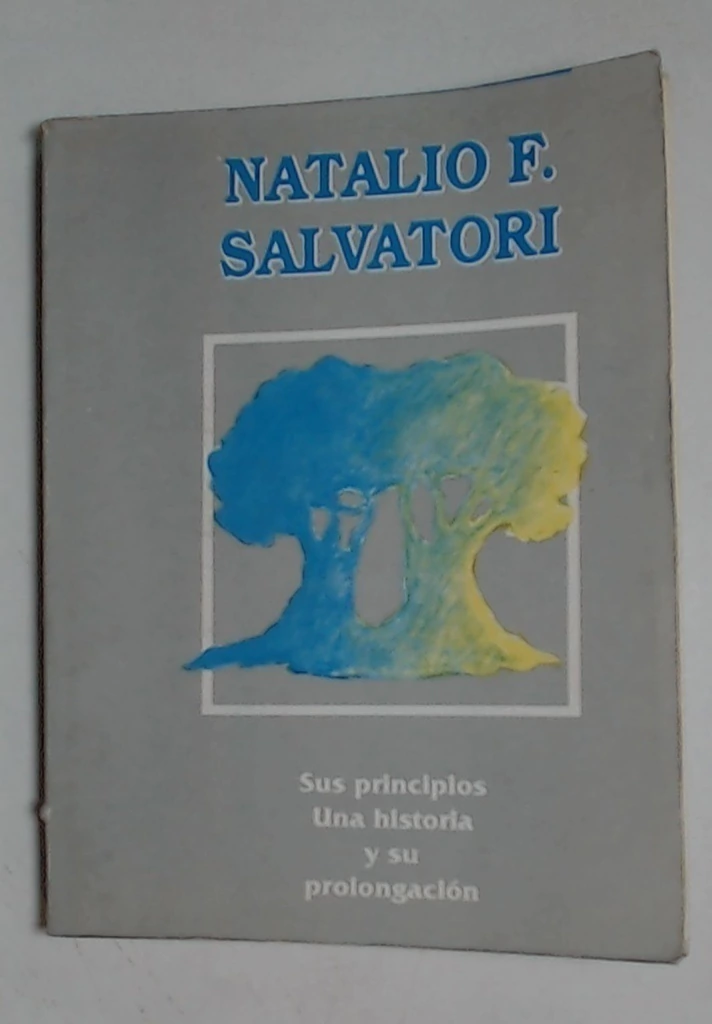 NATALIO F.
SALVATORI
Sus principios
Una historia
y su
prolongación